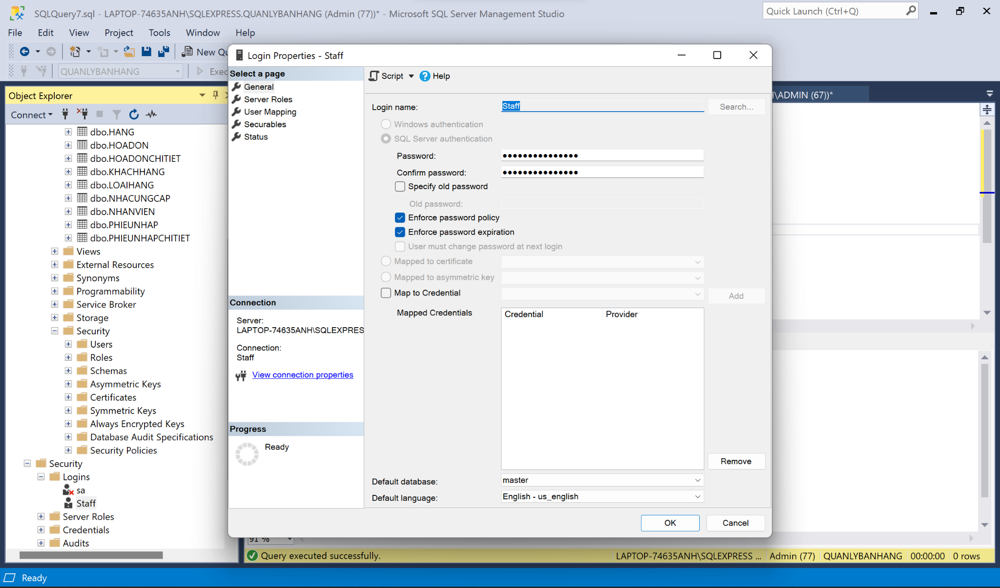 SQLQuery7.sql - LAPTOP-74635ANH\SQLEXPRESS.QUANLYBANHANG (Admin (77))* - Microsoft SQL Server Management Studio
Quick Launch (Ctrl+Q)
File Edit View Project Tools Window Help
New Qu
QUANLYBANHANG
Exec
Object Explorer
Connect
dbo.HANG
dbo.HOADON
dbo.HOADONCHITIET
dbo.KHACHHANG
dbo.LOAIHANG
dbo.NHACUNGCAP
dbo.NHANVIEN
dbo.PHIEUNHAP
dbo.PHIEUNHAPCHITIET
Views
External Resources
Synonyms
Programmability
Service Broker
Storage
Security
Users
Roles
Schemas
Asymmetric Keys
Certificates
Symmetric Keys
Always Encrypted Keys
Database Audit Specifications
Security Policies
Security
Logins
sa
Staff
Server Roles
Credentials
Audits
Login Properties - Staff
Select a page
General
Server Roles
User Mapping
Securables
Status
Connection
Server:
LAPTOP-74635ANH\SQLEXPRES
Connection:
Staff
View connection properties
Progress
Ready
Script
Help
Login name:
Staff
Search...
Windows authentication
SQL Server authentication
Password:
●●●●●●●●●●●●●●●
Confirm password:
●●●●●●●●●●●●●●●
Specify old password
Old password:
Enforce password policy
Enforce password expiration
User must change password at next login
Mapped to certificate
Mapped to asymmetric key
Map to Credential
Add
Mapped Credentials
Credential Provider
Remove
Default database:
master
Default language:
English - us_english
OK Cancel
\ADMIN (67))*
91 %
Query executed successfully.
LAPTOP-74635ANH\SQLEXPRESS ... Admin (77) QUANLYBANHANG 00:00:00 0 rows
Ready